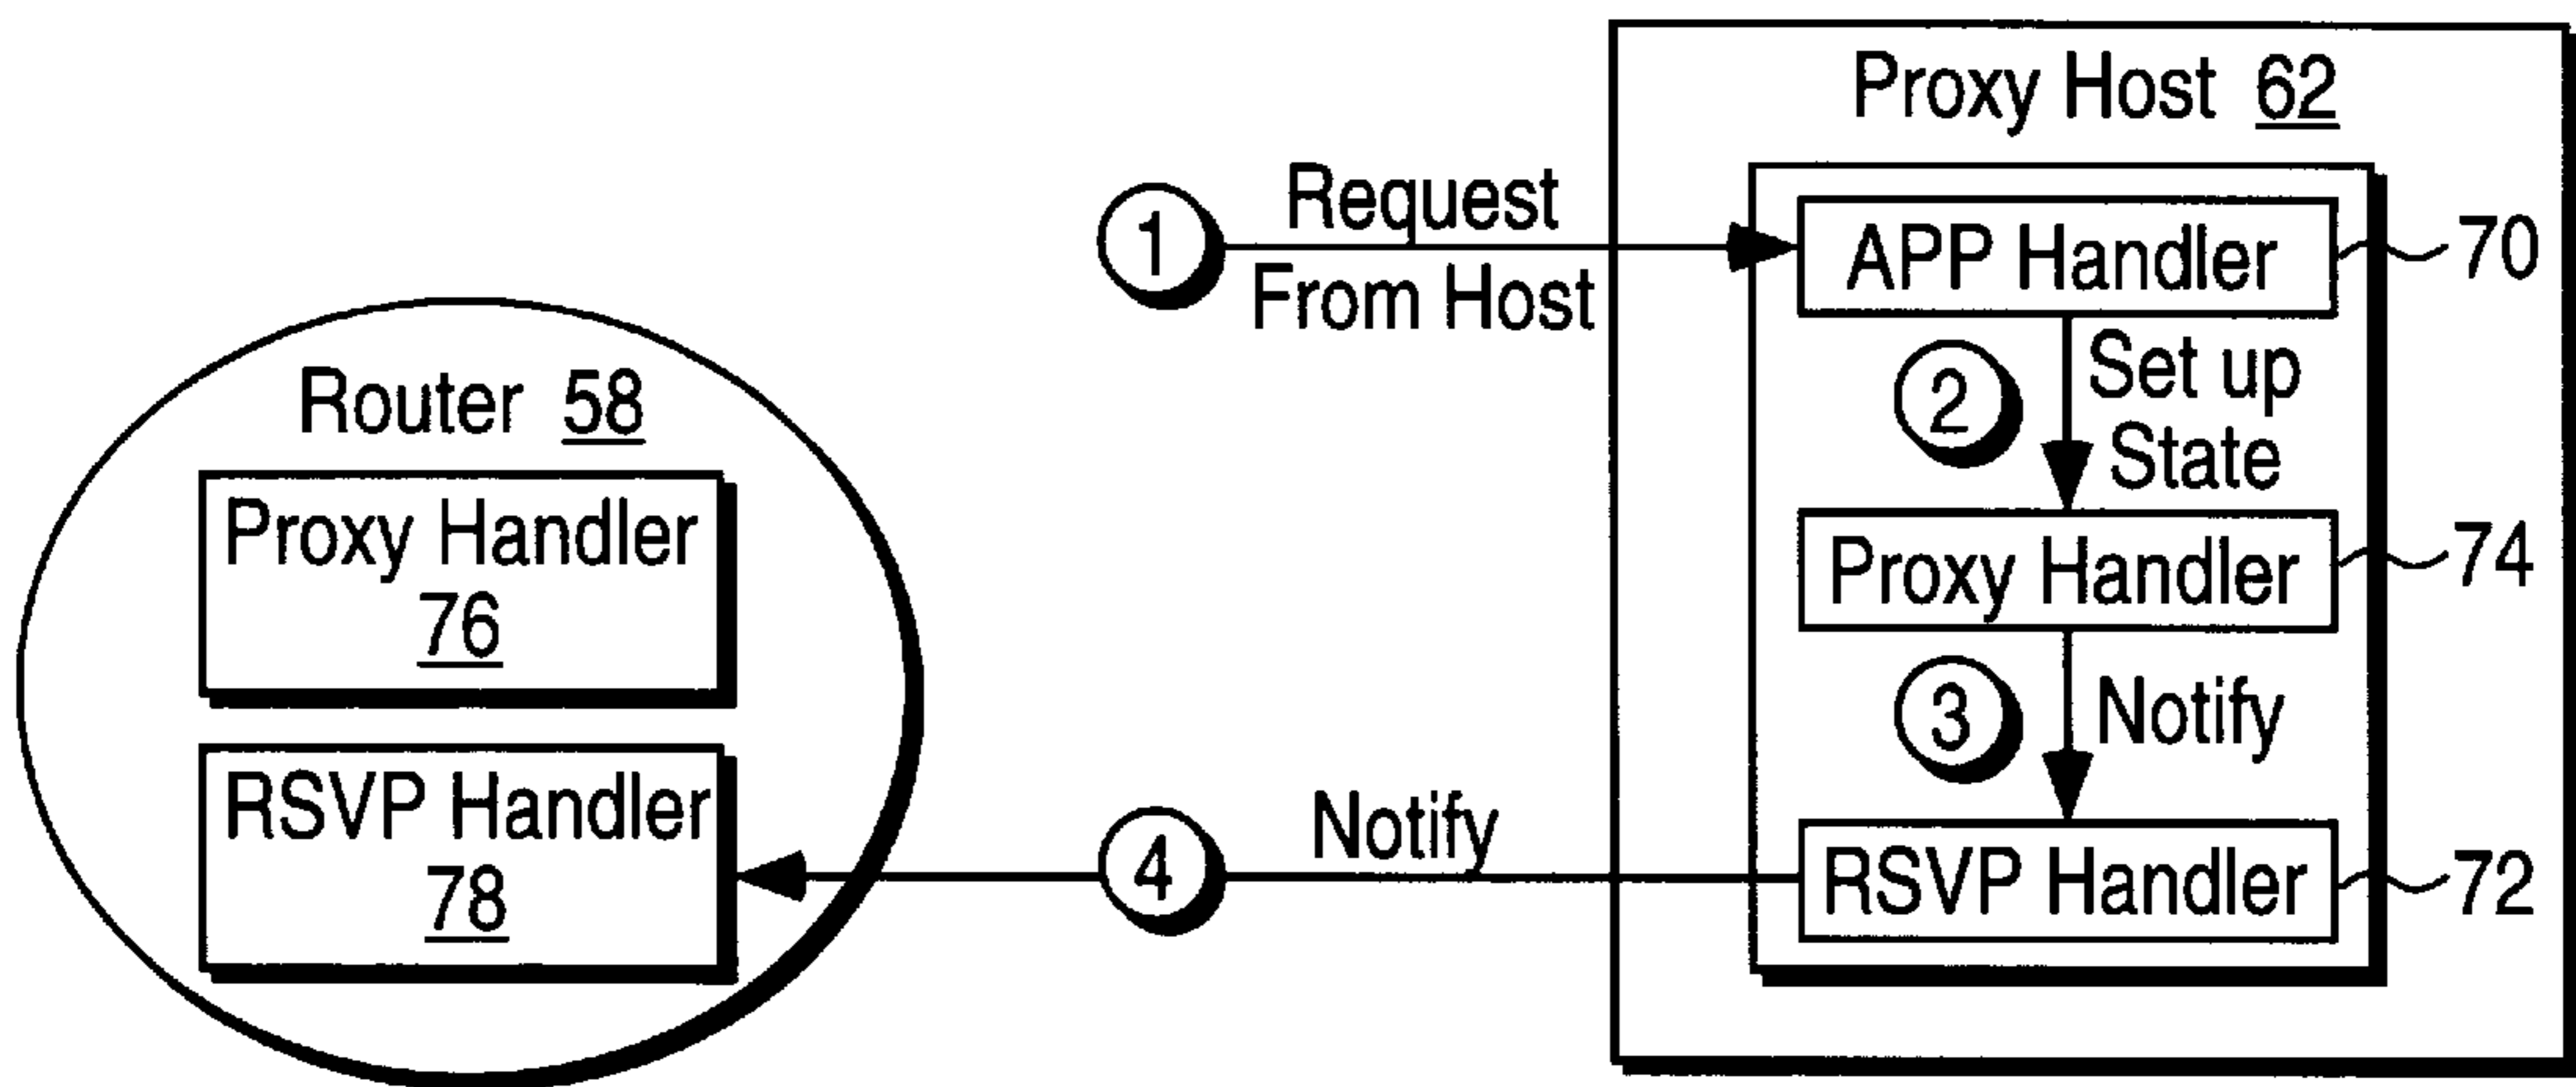 Proxy Host 62
1
Request
From Host
APP Handler
70
2
Set up
State
Proxy Handler
74
3
Notify
RSVP Handler
72
4
Notify
Router 58
Proxy Handler
76
RSVP Handler
78